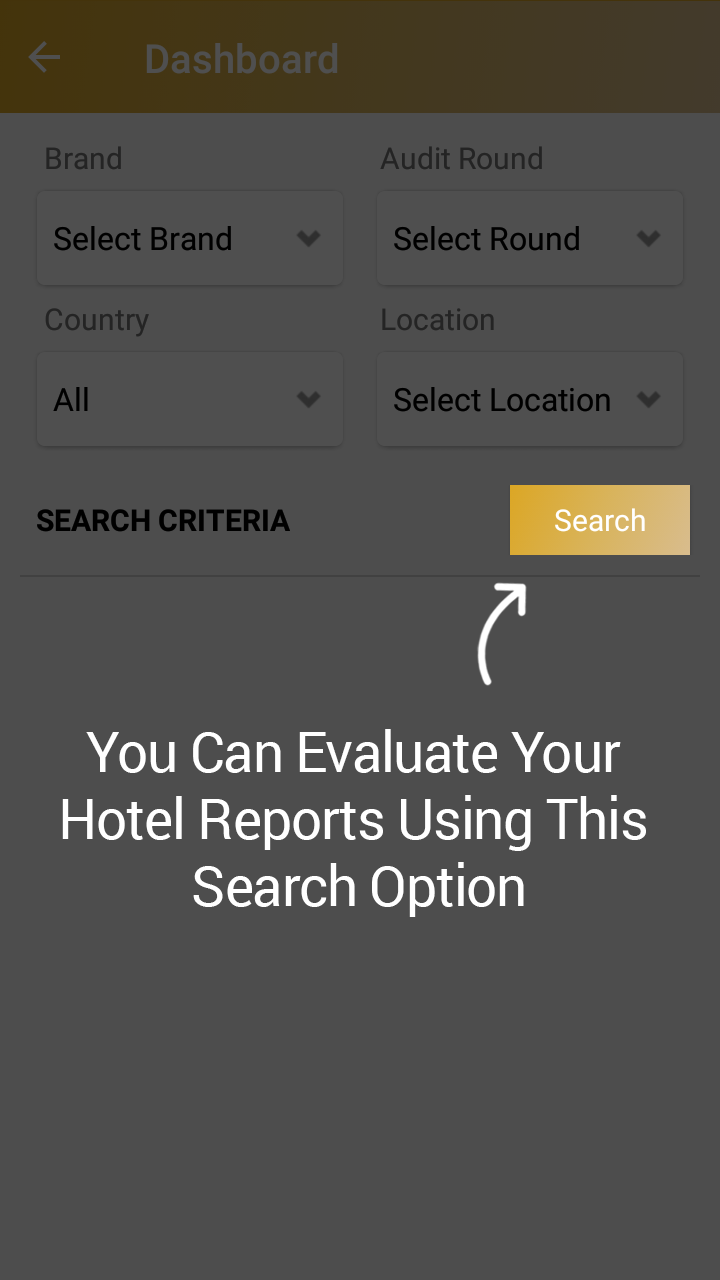 Dashboard
Brand
Audit Round
Select Brand
Select Round
Country
Location
All
Select Location
SEARCH CRITERIA
Search
You Can Evaluate Your
Hotel Reports Using This
Search Option